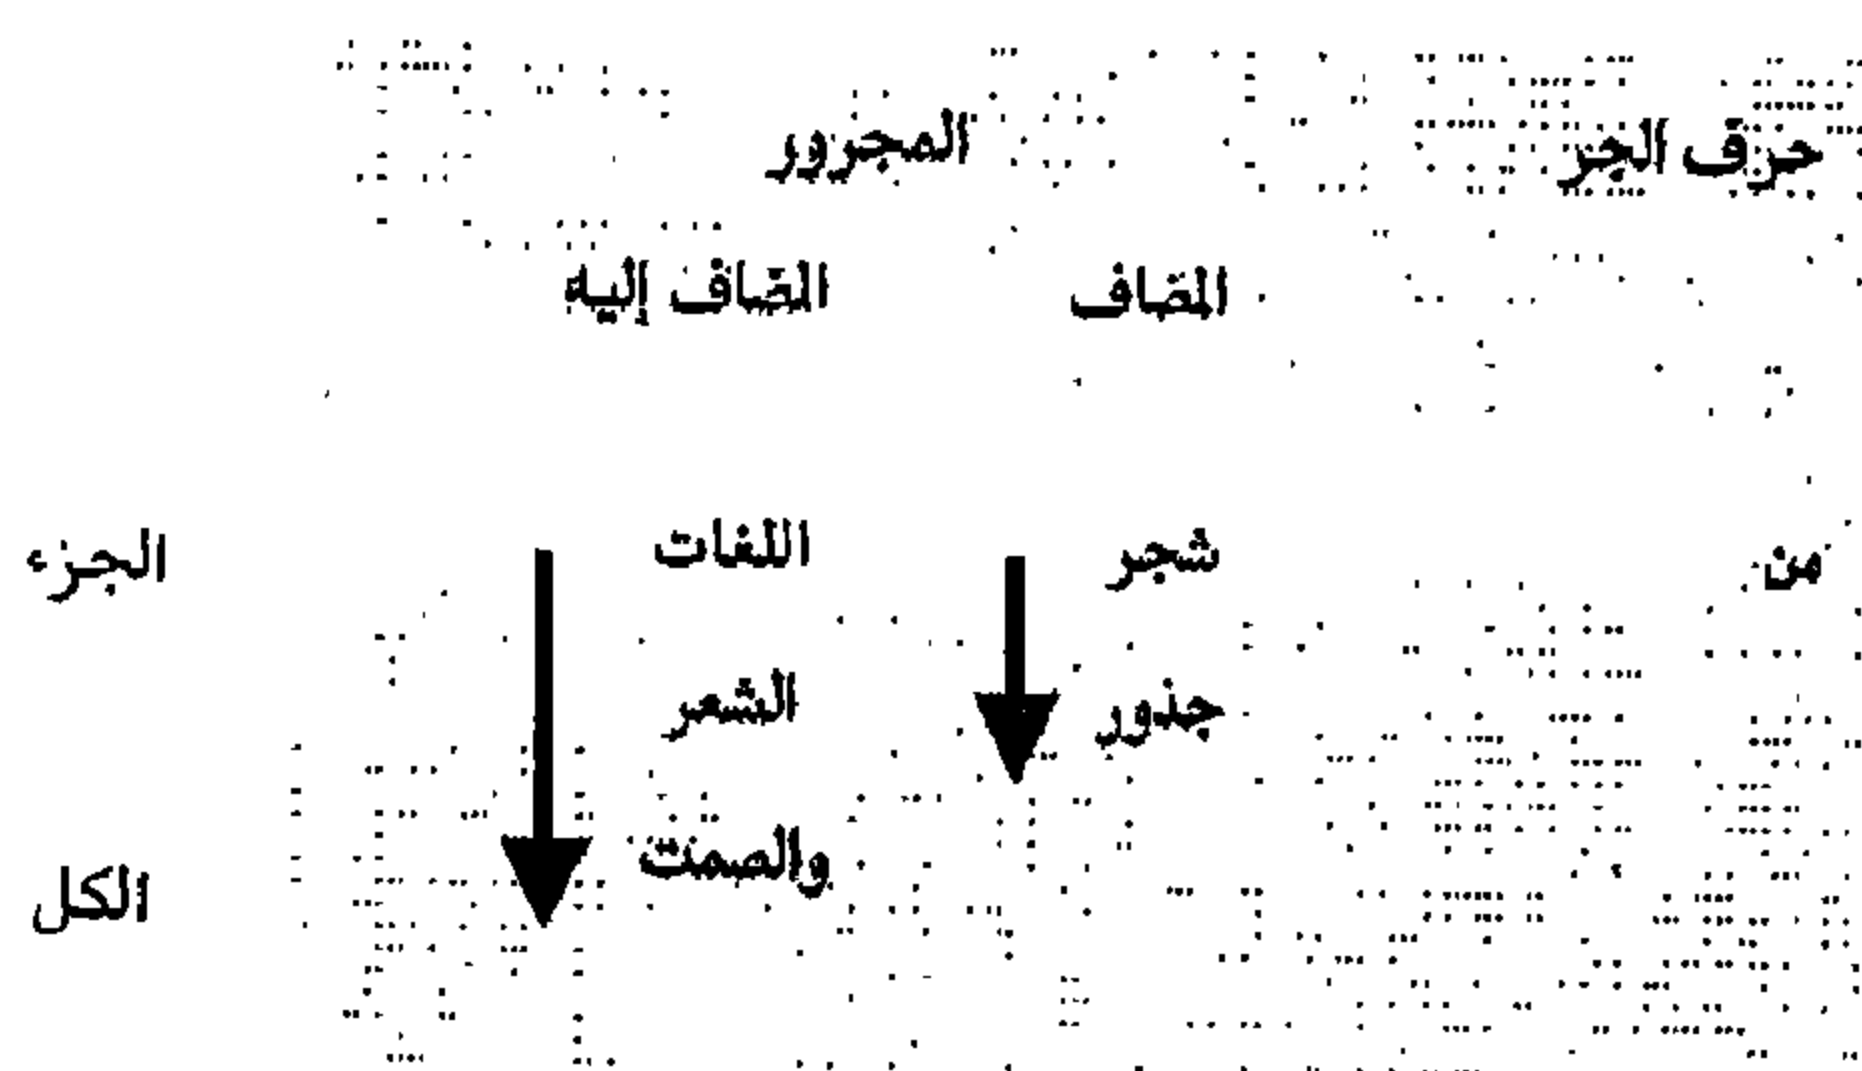 حرف الجر المجرور
المضاف المضاف إليه
من شجر اللغات الجزء
جذور الشعر
والصمت
الكل